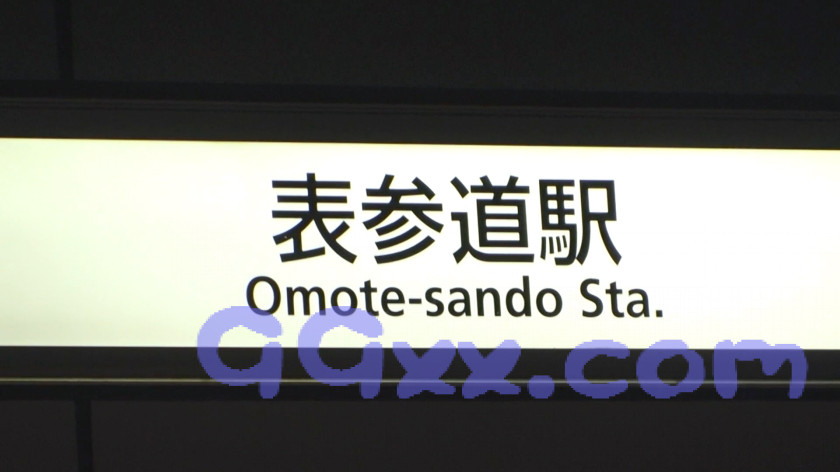 表参道駅
Omote-sando Sta.
GGxx.com